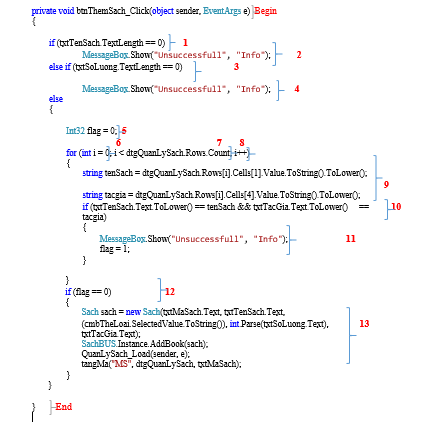 private void btnThemSach_Click(object sender, EventArgs e) Begin
{
if (txtTenSach.TextLength == 0) 1
MessageBox.Show("Unsuccessfull", "Info"); 2
else if (txtSoLuong.TextLength == 0) 3
MessageBox.Show("Unsuccessfull", "Info"); 4
else
{
Int32 flag = 0; 5
6 7 8
for (int i = 0; i < dtgQuanLySach.Rows.Count; i++)
{
string tenSach = dtgQuanLySach.Rows[i].Cells[1].Value.ToString().ToLower();
9
string tacgia = dtgQuanLySach.Rows[i].Cells[4].Value.ToString().ToLower();
if (txtTenSach.Text.ToLower() == tenSach && txtTacGia.Text.ToLower() == 10
tacgia)
{
MessageBox.Show("Unsuccessfull", "Info"); 11
flag = 1;
}
}
if (flag == 0) 12
{
Sach sach = new Sach(txtMaSach.Text, txtTenSach.Text,
(cmbTheLoai.SelectedValue.ToString()), int.Parse(txtSoLuong.Text), 13
txtTacGia.Text);
SachBUS.Instance.AddBook(sach);
QuanLySach_Load(sender, e);
tangMa("MS", dtgQuanLySach, txtMaSach);
}
}
} End